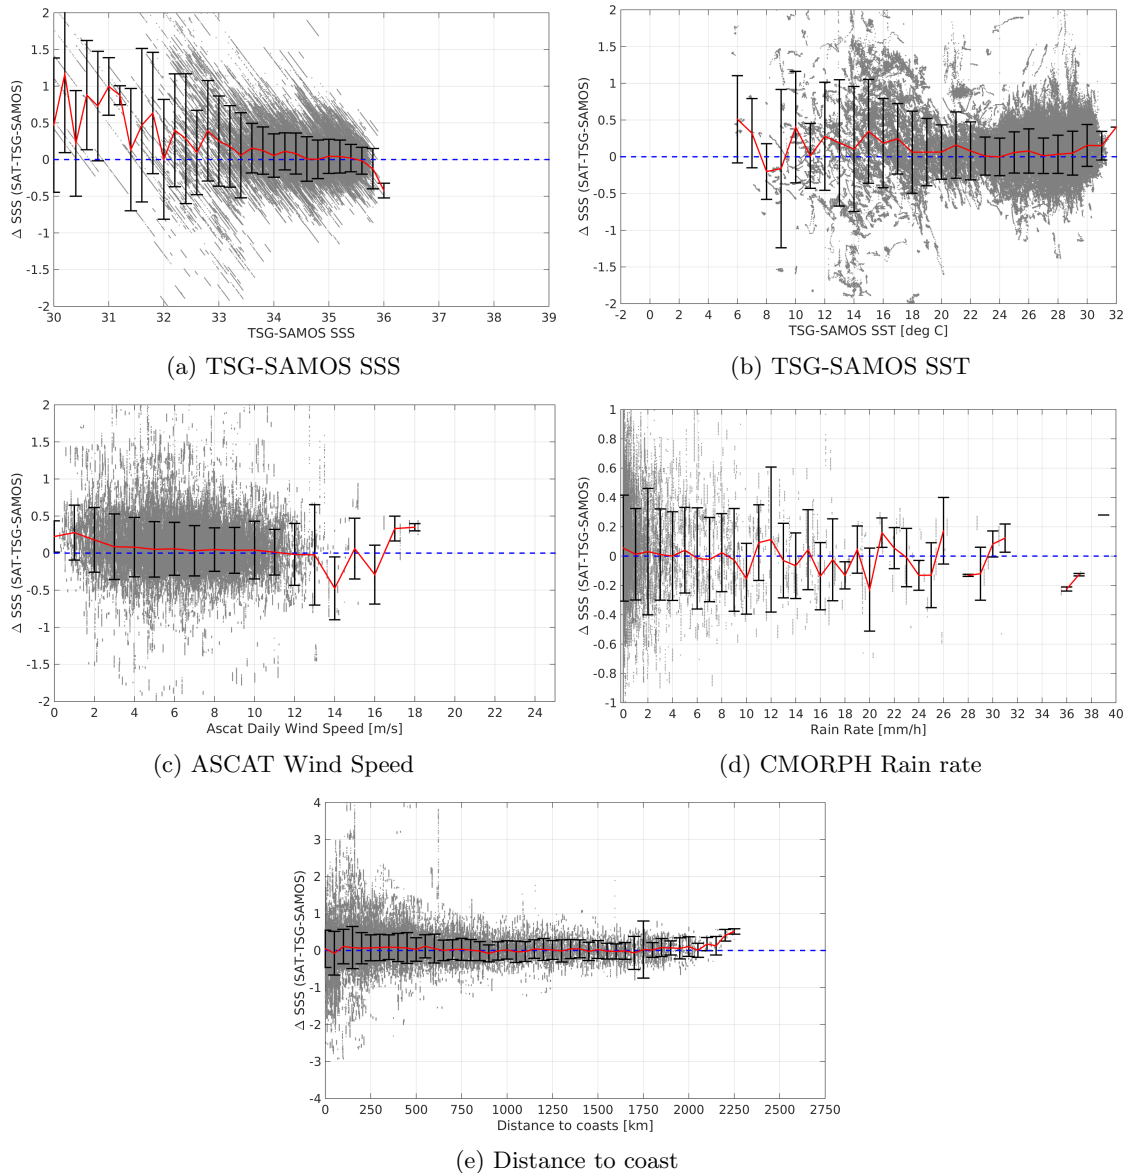 2
1.5
1
0.5
0
-0.5
-1
-1.5
-2
Δ SSS (SAT-TSG-SAMOS)
30 31 32 33 34 35 36 37 38 39
TSG-SAMOS SSS
(a) TSG-SAMOS SSS
2
1.5
1
0.5
0
-0.5
-1
-1.5
-2
Δ SSS (SAT-TSG-SAMOS)
-2 0 2 4 6 8 10 12 14 16 18 20 22 24 26 28 30 32
TSG-SAMOS SST [deg C]
(b) TSG-SAMOS SST
2
1.5
1
0.5
0
-0.5
-1
-1.5
-2
Δ SSS (SAT-TSG-SAMOS)
0 2 4 6 8 10 12 14 16 18 20 22 24
Ascat Daily Wind Speed [m/s]
(c) ASCAT Wind Speed
1
0.8
0.6
0.4
0.2
0
-0.2
-0.4
-0.6
-0.8
-1
Δ SSS (SAT-TSG-SAMOS)
0 2 4 6 8 10 12 14 16 18 20 22 24 26 28 30 32 34 36 38 40
Rain Rate [mm/h]
(d) CMORPH Rain rate
4
3
2
1
0
-1
-2
-3
-4
Δ SSS (SAT-TSG-SAMOS)
0 250 500 750 1000 1250 1500 1750 2000 2250 2500 2750
Distance to coasts [km]
(e) Distance to coast